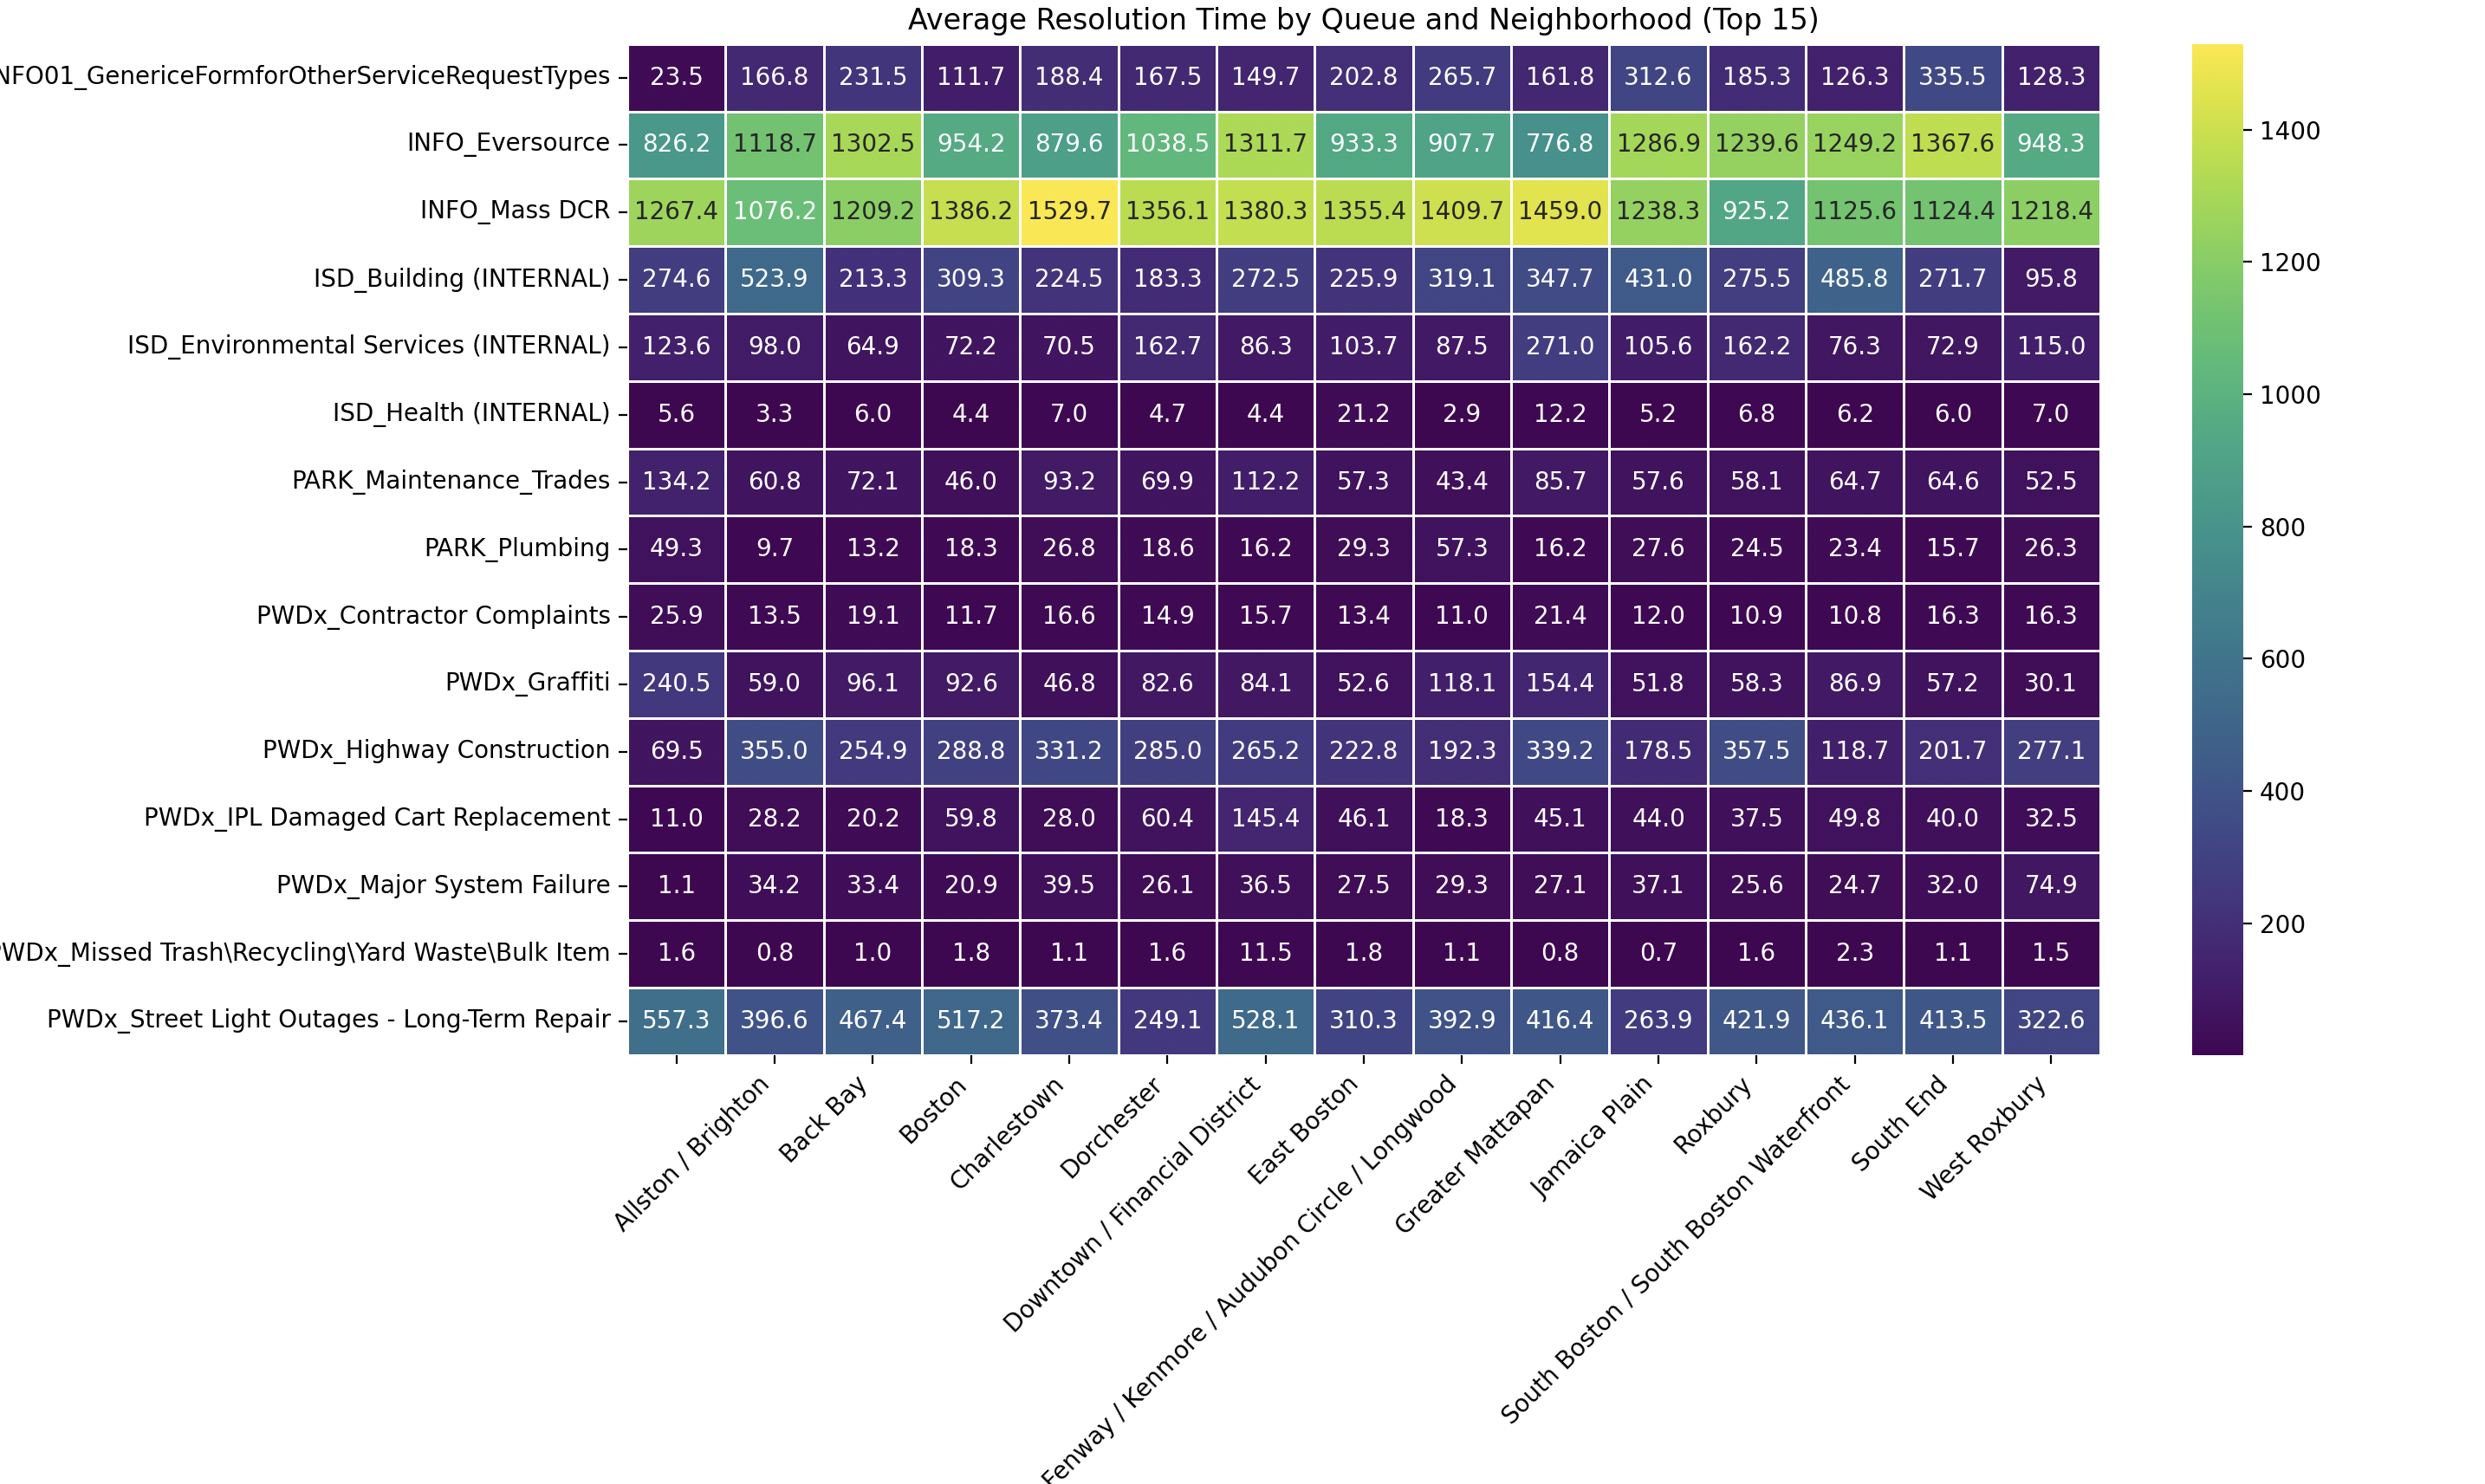 Average Resolution Time by Queue and Neighborhood (Top 15)
NFO01_GenericeFormforOtherServiceRequestTypes 23.5 166.8 231.5 111.7 188.4 167.5 149.7 202.8 265.7 161.8 312.6 185.3 126.3 335.5 128.3
INFO_Eversource 826.2 1118.7 1302.5 954.2 879.6 1038.5 1311.7 933.3 907.7 776.8 1286.9 1239.6 1249.2 1367.6 948.3
INFO_Mass DCR 1267.4 1076.2 1209.2 1386.2 1529.7 1356.1 1380.3 1355.4 1409.7 1459.0 1238.3 925.2 1125.6 1124.4 1218.4
ISD_Building (INTERNAL) 274.6 523.9 213.3 309.3 224.5 183.3 272.5 225.9 319.1 347.7 431.0 275.5 485.8 271.7 95.8
ISD_Environmental Services (INTERNAL) 123.6 98.0 64.9 72.2 70.5 162.7 86.3 103.7 87.5 271.0 105.6 162.2 76.3 72.9 115.0
ISD_Health (INTERNAL) 5.6 3.3 6.0 4.4 7.0 4.7 4.4 21.2 2.9 12.2 5.2 6.8 6.2 6.0 7.0
PARK_Maintenance_Trades 134.2 60.8 72.1 46.0 93.2 69.9 112.2 57.3 43.4 85.7 57.6 58.1 64.7 64.6 52.5
PARK_Plumbing 49.3 9.7 13.2 18.3 26.8 18.6 16.2 29.3 57.3 16.2 27.6 24.5 23.4 15.7 26.3
PWDx_Contractor Complaints 25.9 13.5 19.1 11.7 16.6 14.9 15.7 13.4 11.0 21.4 12.0 10.9 10.8 16.3 16.3
PWDx_Graffiti 240.5 59.0 96.1 92.6 46.8 82.6 84.1 52.6 118.1 154.4 51.8 58.3 86.9 57.2 30.1
PWDx_Highway Construction 69.5 355.0 254.9 288.8 331.2 285.0 265.2 222.8 192.3 339.2 178.5 357.5 118.7 201.7 277.1
PWDx_IPL Damaged Cart Replacement 11.0 28.2 20.2 59.8 28.0 60.4 145.4 46.1 18.3 45.1 44.0 37.5 49.8 40.0 32.5
PWDx_Major System Failure 1.1 34.2 33.4 20.9 39.5 26.1 36.5 27.5 29.3 27.1 37.1 25.6 24.7 32.0 74.9
PWDx_Missed Trash\Recycling\Yard Waste\Bulk Item 1.6 0.8 1.0 1.8 1.1 1.6 11.5 1.8 1.1 0.8 0.7 1.6 2.3 1.1 1.5
PWDx_Street Light Outages - Long-Term Repair 557.3 396.6 467.4 517.2 373.4 249.1 528.1 310.3 392.9 416.4 263.9 421.9 436.1 413.5 322.6
Allston / Brighton
Back Bay
Boston
Charlestown
Dorchester
Downtown / Financial District
East Boston
Fenway / Kenmore / Audubon Circle / Longwood
Greater Mattapan
Jamaica Plain
Roxbury
South Boston / South Boston Waterfront
South End
West Roxbury
1400
1200
1000
800
600
400
200